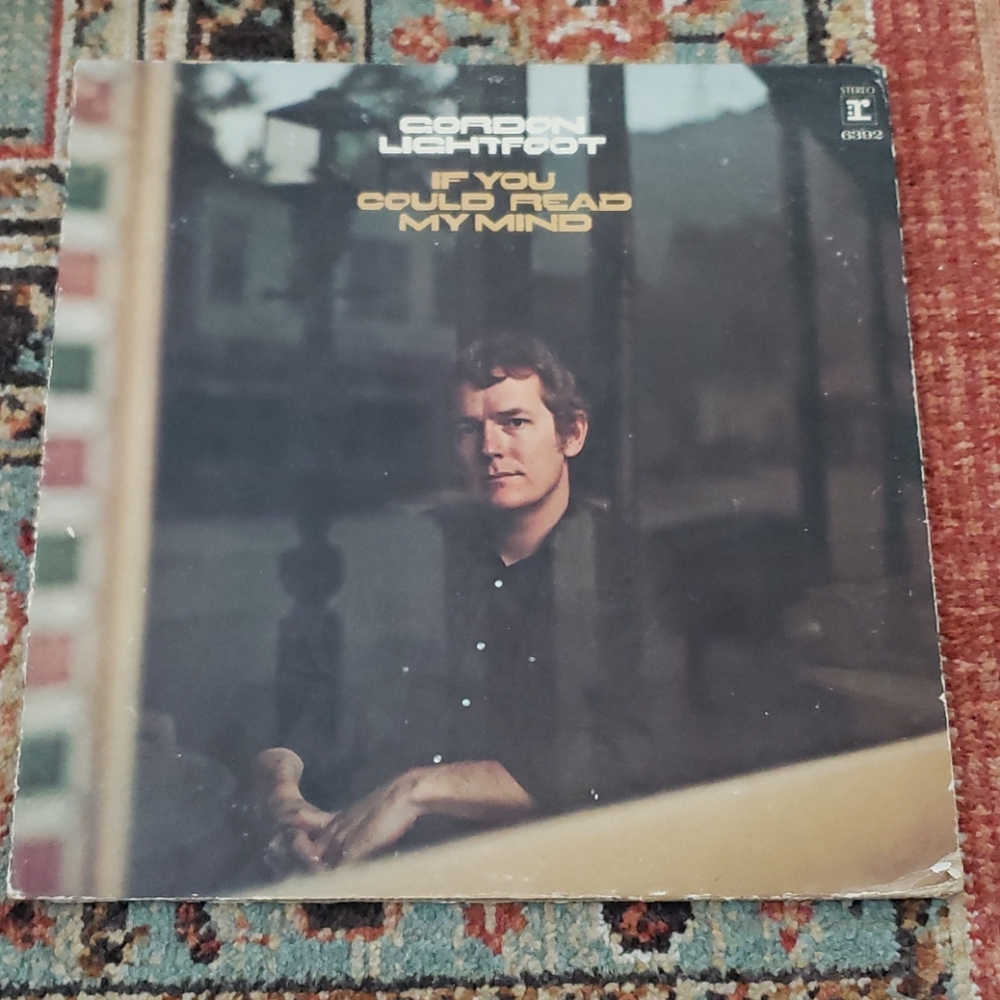 GORDON
LIGHTFOOT
IF YOU
COULD READ
MY MIND
STEREO
r
6392